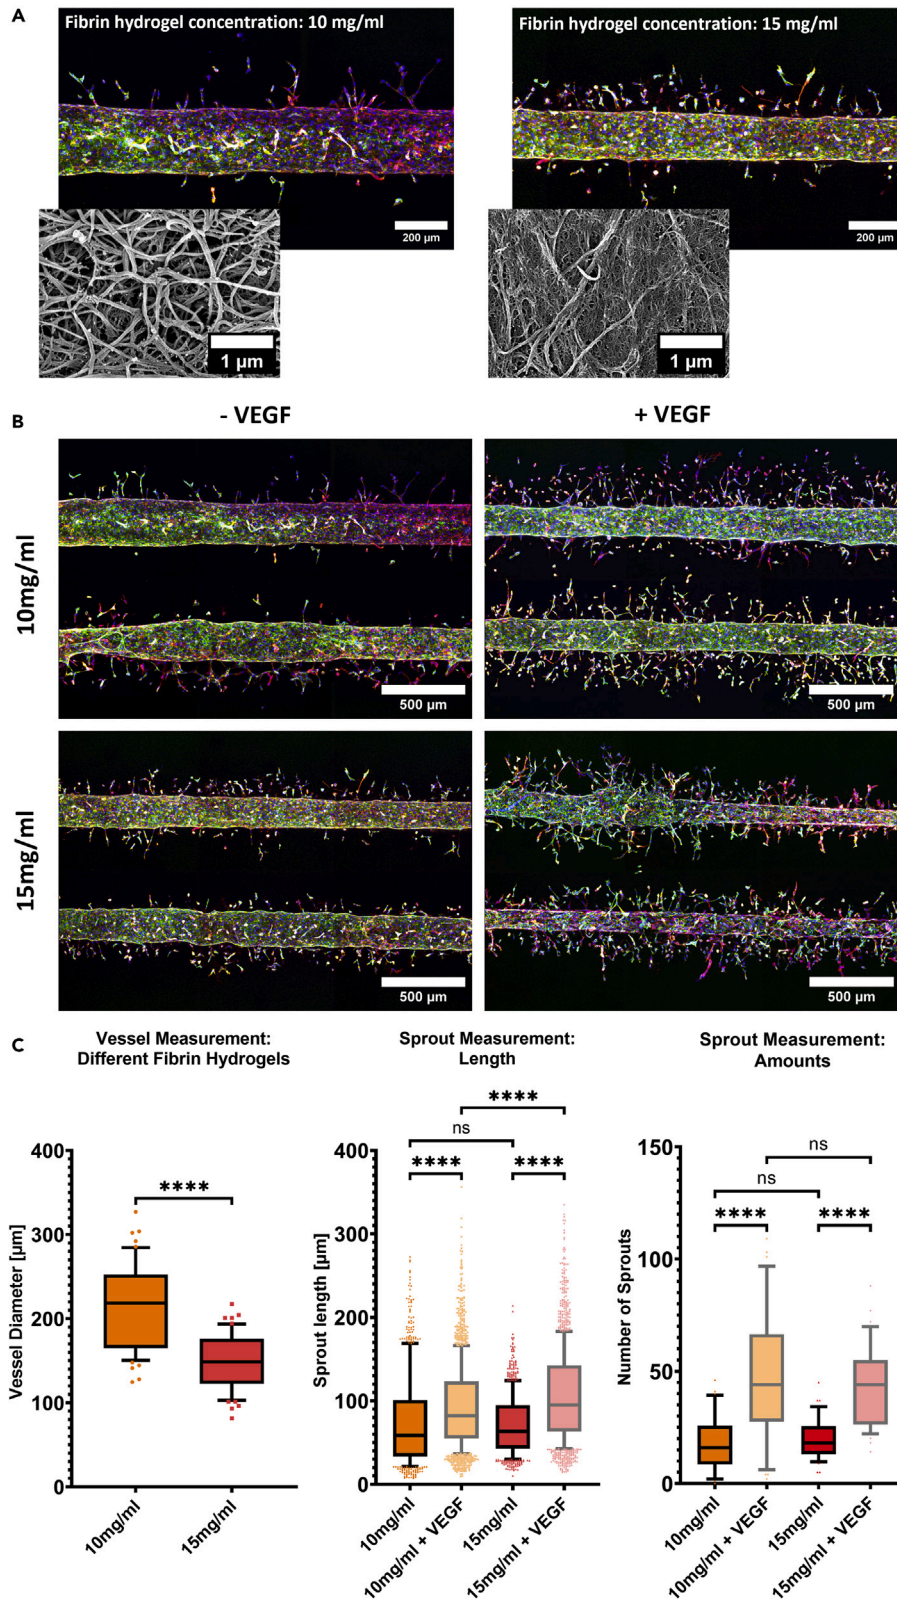 A
Fibrin hydrogel concentration: 10 mg/ml
Fibrin hydrogel concentration: 15 mg/ml
200 μm
200 μm
1 μm
1 μm
B
- VEGF
+ VEGF
10mg/ml
500 μm
500 μm
15mg/ml
500 μm
500 μm
C
Vessel Measurement:
Different Fibrin Hydrogels
Vessel Diameter [μm]
400
300
200
100
0
****
10mg/ml
15mg/ml
Sprout Measurement:
Length
Sprout length [μm]
400
300
200
100
0
****
ns
****
****
10mg/ml
10mg/ml + VEGF
15mg/ml
15mg/ml + VEGF
Sprout Measurement:
Amounts
Number of Sprouts
150
100
50
0
ns
ns
****
****
10mg/ml
10mg/ml + VEGF
15mg/ml
15mg/ml + VEGF